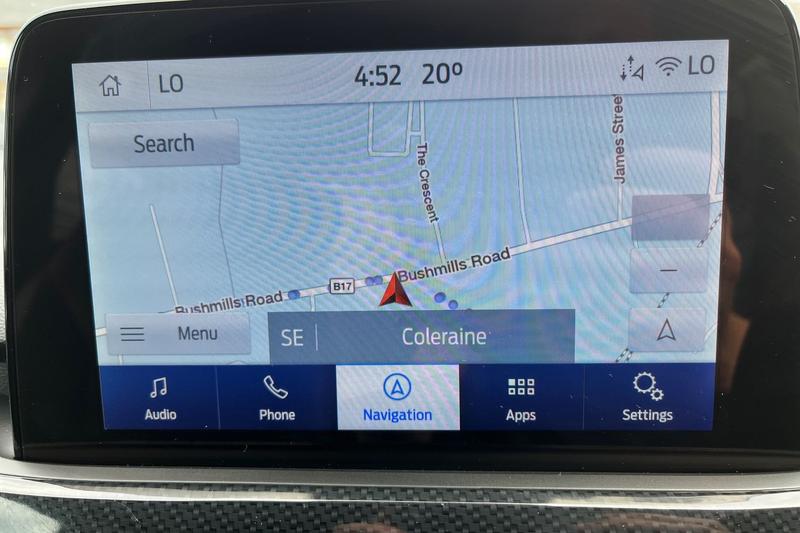 LO
4:52 20º
LO
Search
The Crescent
James Street
Bushmills Road
B17
Bushmills Road
Menu
SE
Coleraine
Audio
Phone
Navigation
Apps
Settings